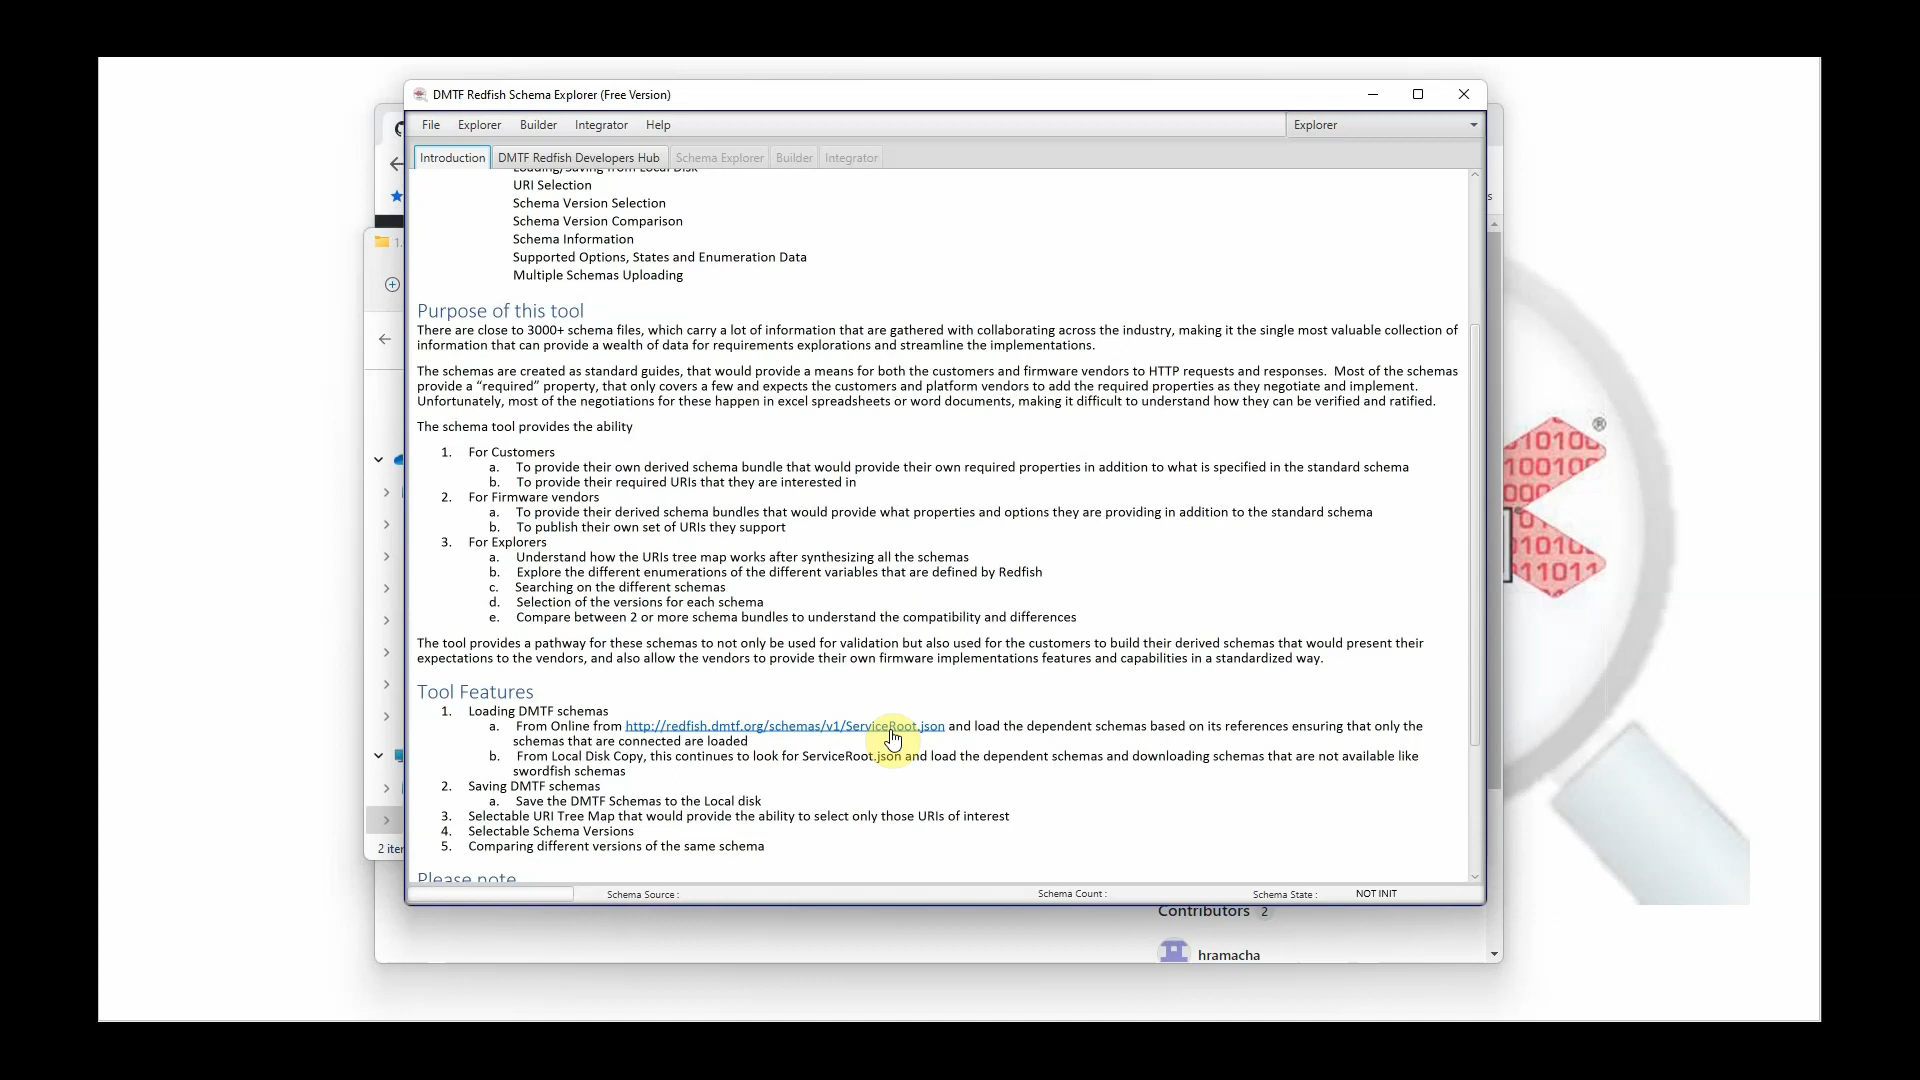 DMTF Redfish Schema Explorer (Free Version)
File Explorer Builder Integrator Help
Explorer
Introduction DMTF Redfish Developers Hub Schema Explorer Builder Integrator
Loading/Saving from Local Disk
URI Selection
Schema Version Selection
Schema Version Comparison
Schema Information
Supported Options, States and Enumeration Data
Multiple Schemas Uploading
Purpose of this tool
There are close to 3000+ schema files, which carry a lot of information that are gathered with collaborating across the industry, making it the single most valuable collection of
information that can provide a wealth of data for requirements explorations and streamline the implementations.
The schemas are created as standard guides, that would provide a means for both the customers and firmware vendors to HTTP requests and responses. Most of the schemas
provide a “required” property, that only covers a few and expects the customers and platform vendors to add the required properties as they negotiate and implement.
Unfortunately, most of the negotiations for these happen in excel spreadsheets or word documents, making it difficult to understand how they can be verified and ratified.
The schema tool provides the ability
1. For Customers
a. To provide their own derived schema bundle that would provide their own required properties in addition to what is specified in the standard schema
b. To provide their required URIs that they are interested in
2. For Firmware vendors
a. To provide their derived schema bundles that would provide what properties and options they are providing in addition to the standard schema
b. To publish their own set of URIs they support
3. For Explorers
a. Understand how the URIs tree map works after synthesizing all the schemas
b. Explore the different enumerations of the different variables that are defined by Redfish
c. Searching on the different schemas
d. Selection of the versions for each schema
e. Compare between 2 or more schema bundles to understand the compatibility and differences
The tool provides a pathway for these schemas to not only be used for validation but also used for the customers to build their derived schemas that would present their
expectations to the vendors, and also allow the vendors to provide their own firmware implementations features and capabilities in a standardized way.
Tool Features
1. Loading DMTF schemas
a. From Online from http://redfish.dmtf.org/schemas/v1/ServiceRoot.json and load the dependent schemas based on its references ensuring that only the
schemas that are connected are loaded
b. From Local Disk Copy, this continues to look for ServiceRoot.json and load the dependent schemas and downloading schemas that are not available like
swordfish schemas
2. Saving DMTF schemas
a. Save the DMTF Schemas to the Local disk
3. Selectable URI Tree Map that would provide the ability to select only those URIs of interest
4. Selectable Schema Versions
5. Comparing different versions of the same schema
Please note
Schema Source : Schema Count : Schema State : NOT INIT
1.
2 iter
s
Contributors 2
hramacha
®
10100
100100
000
01
10100
11011